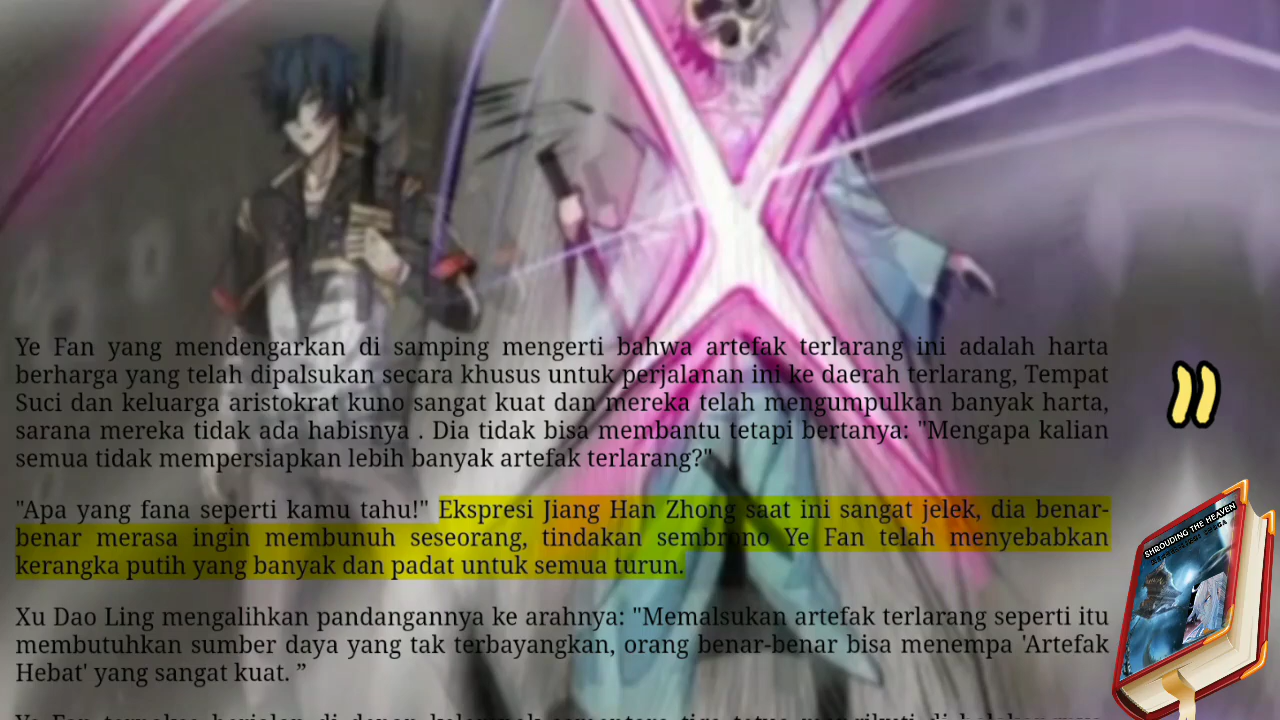 Ye Fan yang mendengarkan di samping mengerti bahwa artefak terlarang ini adalah harta
berharga yang telah dipalsukan secara khusus untuk perjalanan ini ke daerah terlarang, Tempat
Suci dan keluarga aristokrat kuno sangat kuat dan mereka telah mengumpulkan banyak harta,
sarana mereka tidak ada habisnya . Dia tidak bisa membantu tetapi bertanya: "Mengapa kalian
semua tidak mempersiapkan lebih banyak artefak terlarang?"
"Apa yang fana seperti kamu tahu!" Ekspresi Jiang Han Zhong saat ini sangat jelek, dia benar-
benar merasa ingin membunuh seseorang, tindakan sembrono Ye Fan telah menyebabkan
kerangka putih yang banyak dan padat untuk semua turun.
Xu Dao Ling mengalihkan pandangannya ke arahnya: "Memalsukan artefak terlarang seperti itu
membutuhkan sumber daya yang tak terbayangkan, orang benar-benar bisa menempa 'Artefak
Hebat' yang sangat kuat. ”
SHROUDING THE HEAVEN